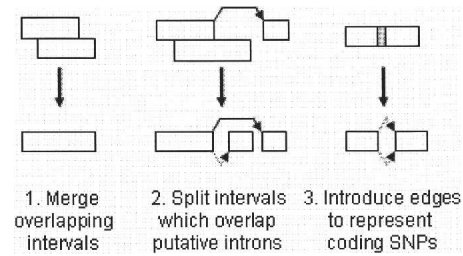 1. Merge
overlapping
intervals
2. Split intervals
which overlap
putative introns
3. Introduce edges
to represent
coding SNPs